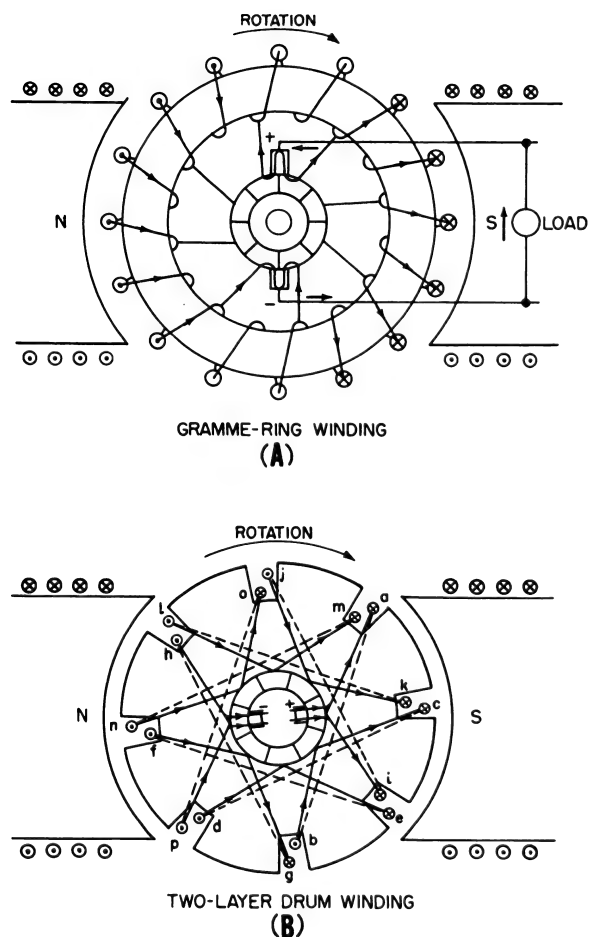 ROTATION
+
N
S
LOAD
−
GRAMME-RING WINDING
(A)
ROTATION
j
o
a
l
m
h
k
c
N
- +
S
n
f
i
e
d
b
p
g
TWO-LAYER DRUM WINDING
(B)